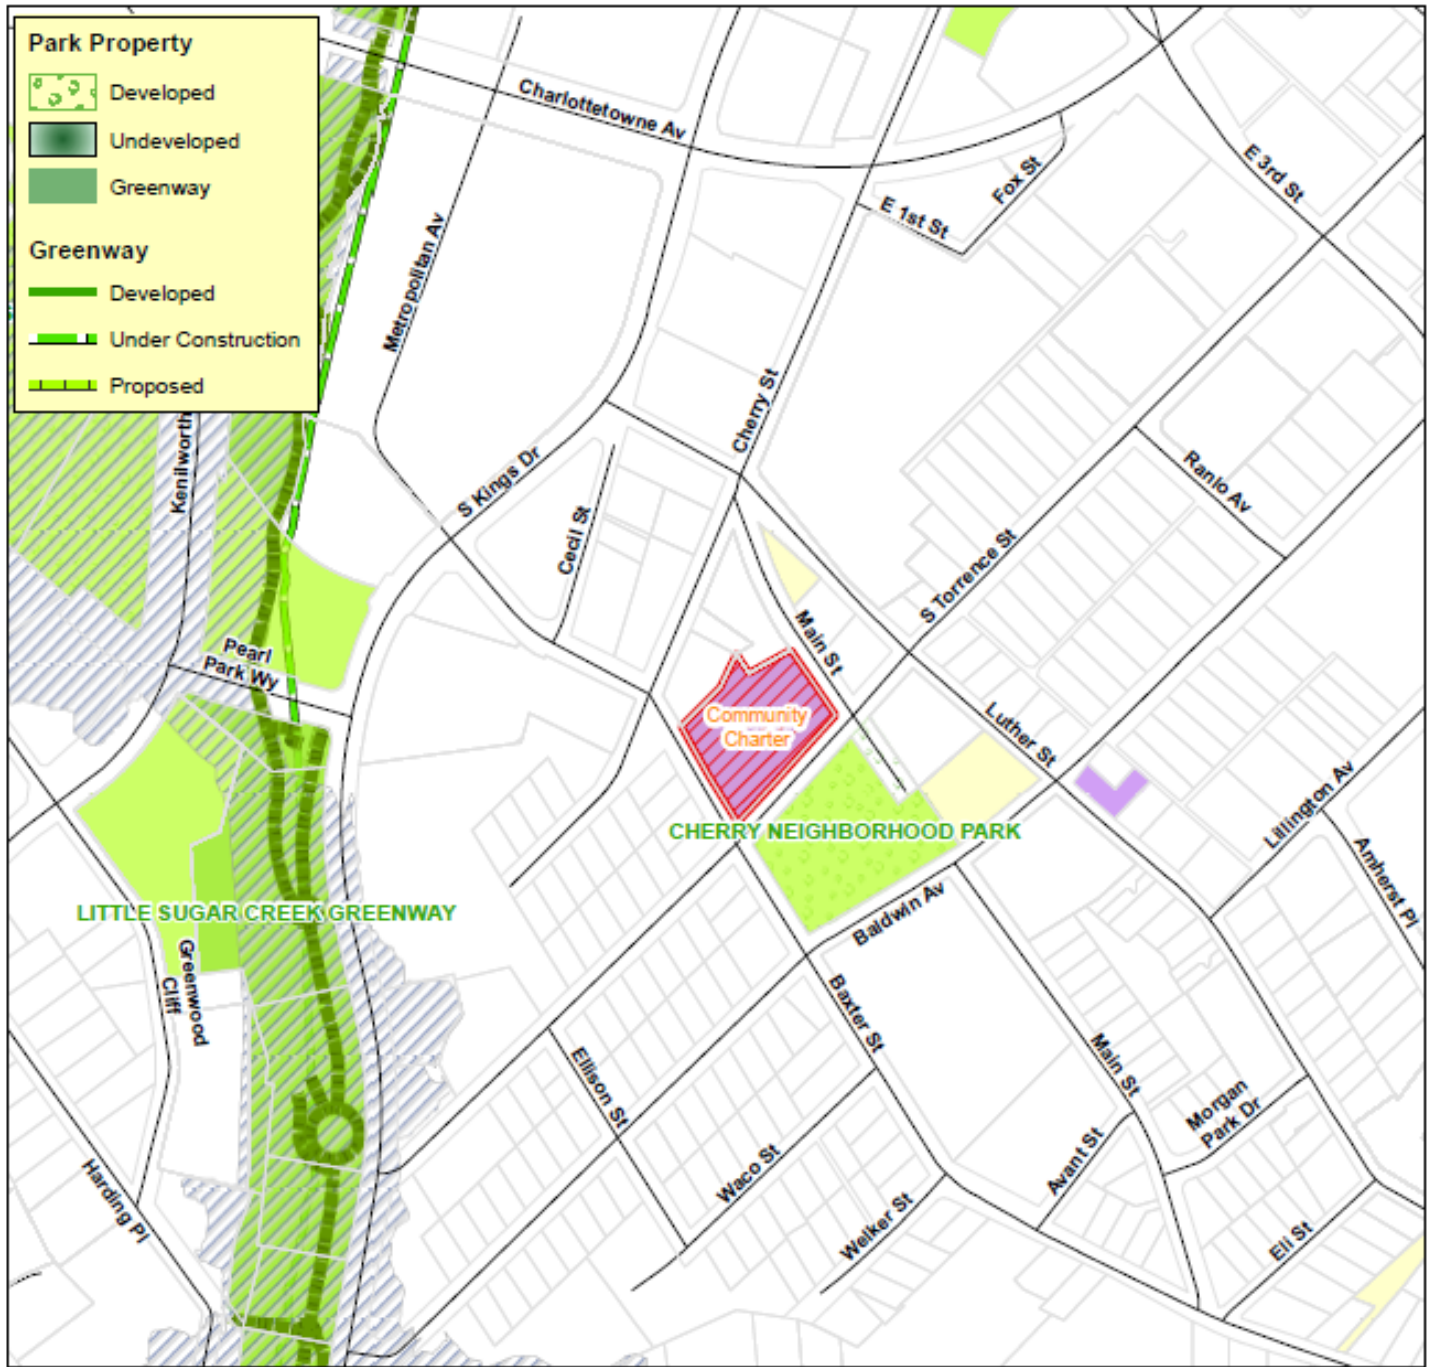 Park Property
Developed
Undeveloped
Greenway
Greenway
Developed
Under Construction
Proposed
Charlottetowne Av
E 3rd St
Fox St
E 1st St
Metropolitan Av
Cherry St
Kenilworth
S Kings Dr
Ranlo Av
Cecil St
S Torrence St
Main St
Pearl
Park Wy
Community
Charter
Luther St
Lillington Av
CHERRY NEIGHBORHOOD PARK
Amherst Pl
LITTLE SUGAR CREEK GREENWAY
Baldwin Av
Greenwood
Cliff
Baxter St
Ellison St
Main St
Morgan
Park Dr
Waco St
Avant St
Harding Pl
Welker St
Eli St